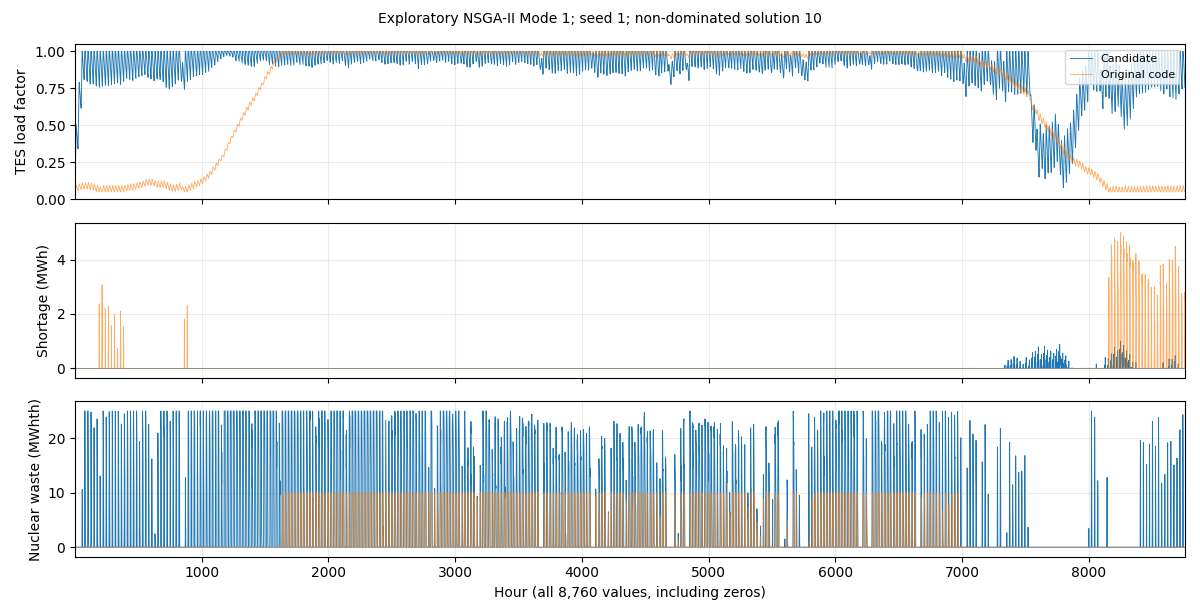 Exploratory NSGA-II Mode 1; seed 1; non-dominated solution 10
1.00
0.75
0.50
0.25
0.00
TES load factor
Candidate
Original code
4
2
0
Shortage (MWh)
20
10
0
Nuclear waste (MWhth)
1000 2000 3000 4000 5000 6000 7000 8000
Hour (all 8,760 values, including zeros)